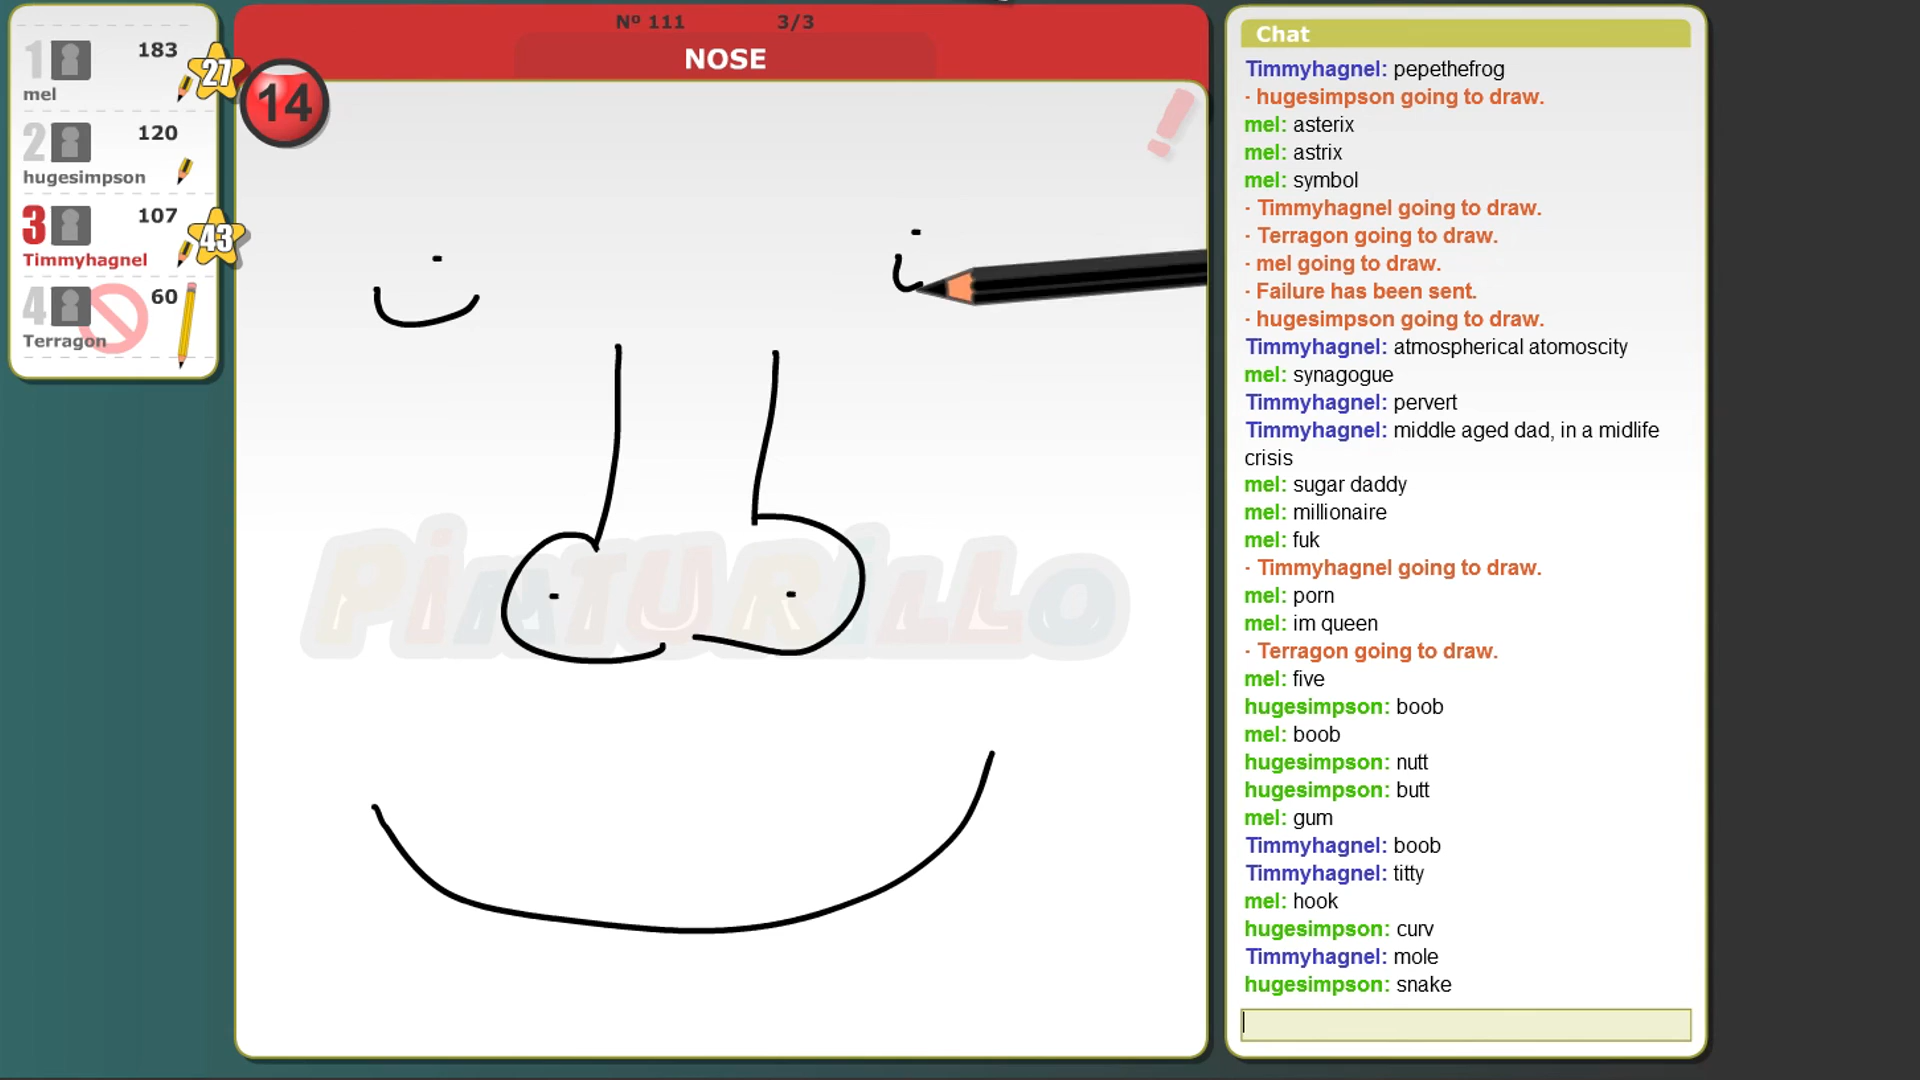 1 183 27
mel
2 120
hugesimpson
3 107 43
Timmyhagnel
4 60
Terragon
Nº 111 3/3
NOSE
14
!
PiNTURiLLO
Chat
Timmyhagnel: pepethefrog
- hugesimpson going to draw.
mel: asterix
mel: astrix
mel: symbol
- Timmyhagnel going to draw.
- Terragon going to draw.
- mel going to draw.
- Failure has been sent.
- hugesimpson going to draw.
Timmyhagnel: atmospherical atomoscity
mel: synagogue
Timmyhagnel: pervert
Timmyhagnel: middle aged dad, in a midlife
crisis
mel: sugar daddy
mel: millionaire
mel: fuk
- Timmyhagnel going to draw.
mel: porn
mel: im queen
- Terragon going to draw.
mel: five
hugesimpson: boob
mel: boob
hugesimpson: nutt
hugesimpson: butt
mel: gum
Timmyhagnel: boob
Timmyhagnel: titty
mel: hook
hugesimpson: curv
Timmyhagnel: mole
hugesimpson: snake